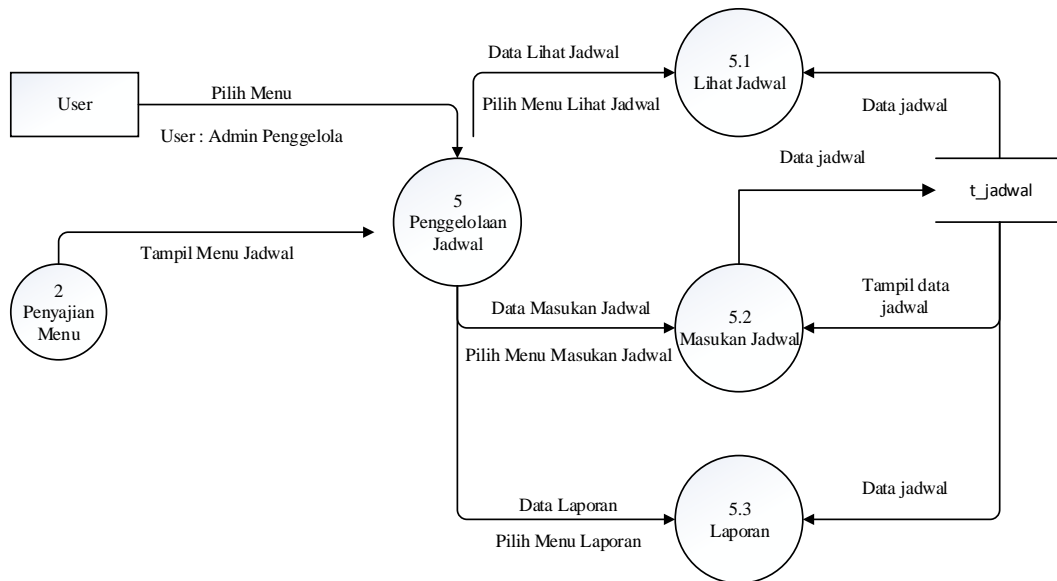 User
Pilih Menu
User : Admin Penggelola
2
Penyajian
Menu
Tampil Menu Jadwal
5
Penggelolaan
Jadwal
Data Lihat Jadwal
Pilih Menu Lihat Jadwal
5.1
Lihat Jadwal
Data jadwal
Data jadwal
t_jadwal
Data Masukan Jadwal
Pilih Menu Masukan Jadwal
5.2
Masukan Jadwal
Tampil data
jadwal
Data Laporan
Pilih Menu Laporan
5.3
Laporan
Data jadwal